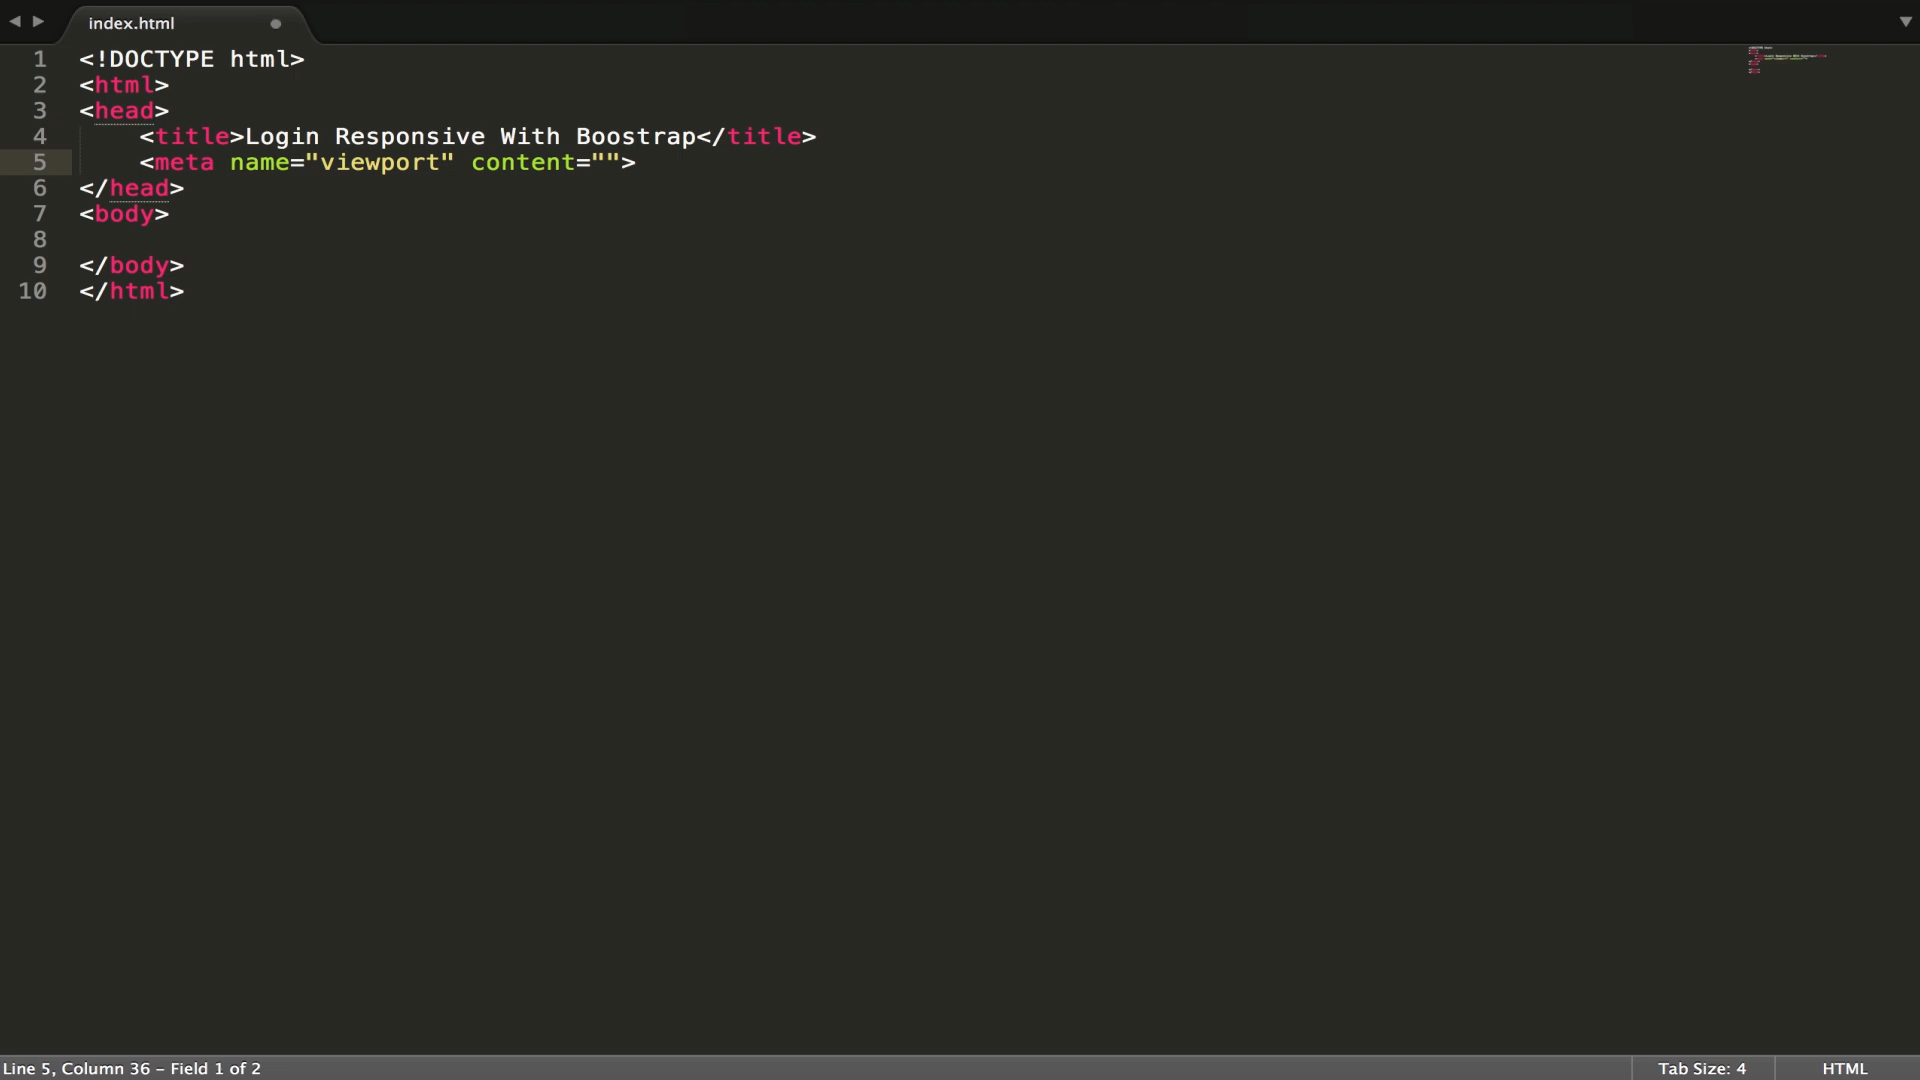 index.html
1 <!DOCTYPE html>
2 <html>
3 <head>
4 <title>Login Responsive With Boostrap</title>
5 <meta name="viewport" content="">
6 </head>
7 <body>
8
9 </body>
10 </html>
Line 5, Column 36 – Field 1 of 2
Tab Size: 4
HTML